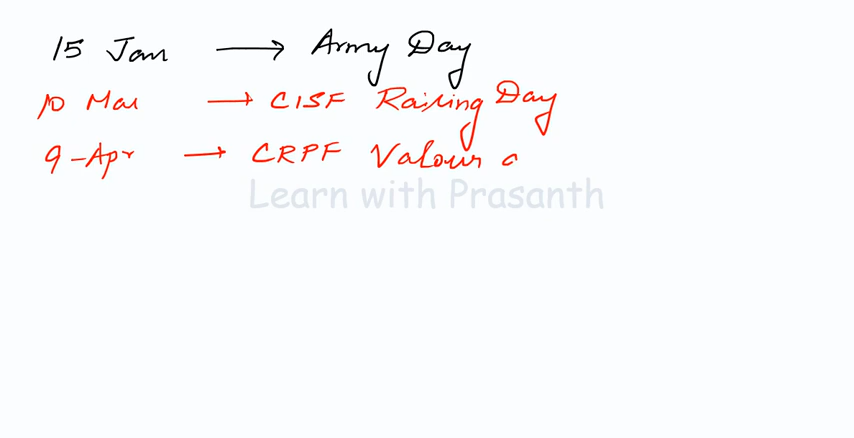 15 Jan → Army Day
10 Mar → CISF Raising Day
9-Apr → CRPF Valour
Learn with Prasanth